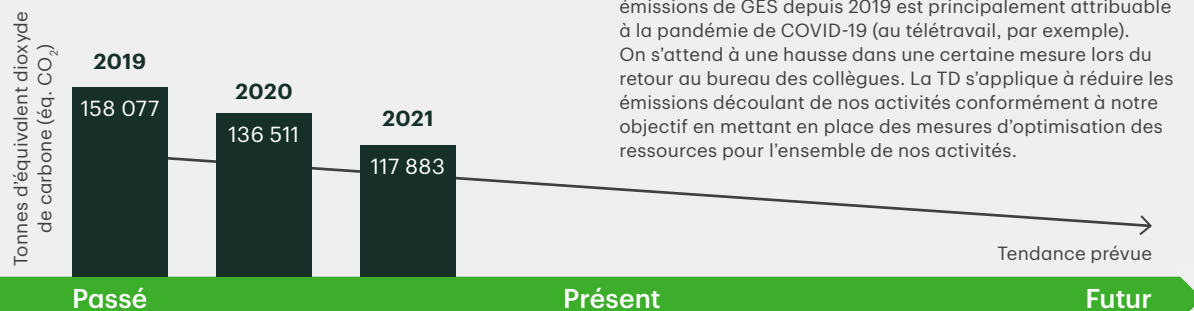 émissions de GES depuis 2019 est principalement attribuable
à la pandémie de COVID-19 (au télétravail, par exemple).
On s’attend à une hausse dans une certaine mesure lors du
retour au bureau des collègues. La TD s’applique à réduire les
émissions découlant de nos activités conformément à notre
objectif en mettant en place des mesures d’optimisation des
ressources pour l’ensemble de nos activités.
Tonnes d’équivalent dioxyde
de carbone (éq. CO₂)
2019
158 077
2020
136 511
2021
117 883
Tendance prévue
Passé
Présent
Futur